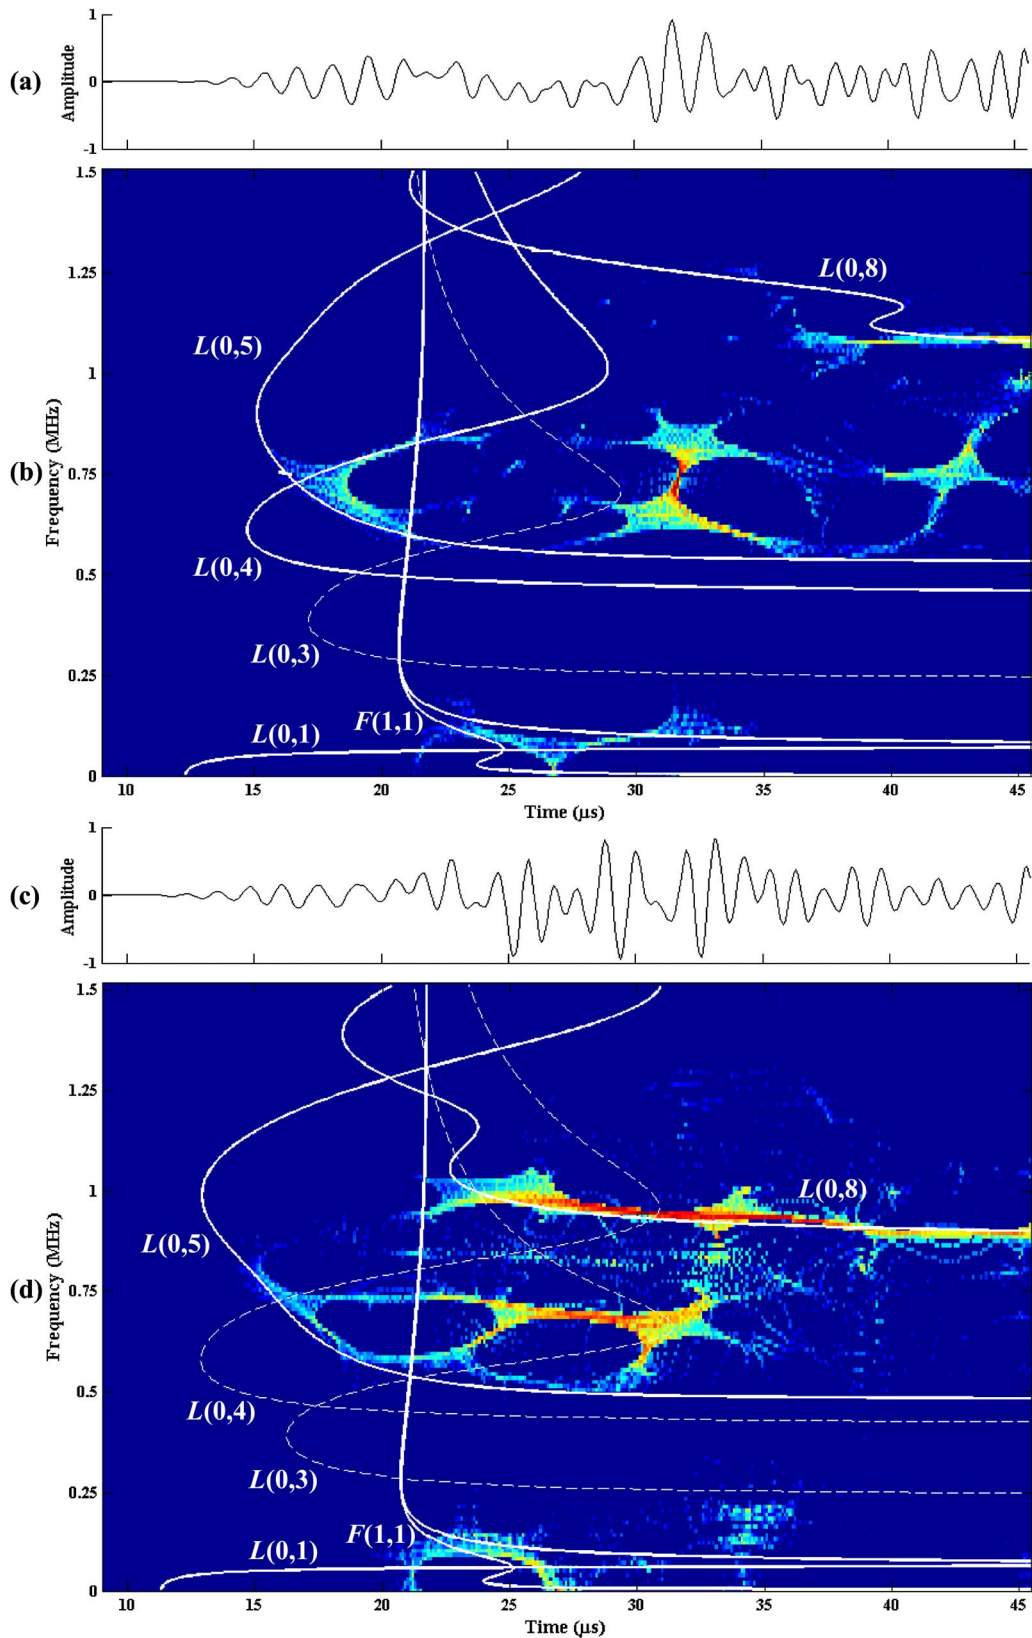 (a)
Amplitude
1
0
-1
(b)
Frequency (MHz)
1.5
1.25
1
0.75
0.5
0.25
0
L(0,8)
L(0,5)
L(0,4)
L(0,3)
F(1,1)
L(0,1)
10 15 20 25 30 35 40 45
Time (μs)
(c)
Amplitude
1
0
-1
(d)
Frequency (MHz)
1.5
1.25
1
0.75
0.5
0.25
0
L(0,8)
L(0,5)
L(0,4)
L(0,3)
F(1,1)
L(0,1)
10 15 20 25 30 35 40 45
Time (μs)